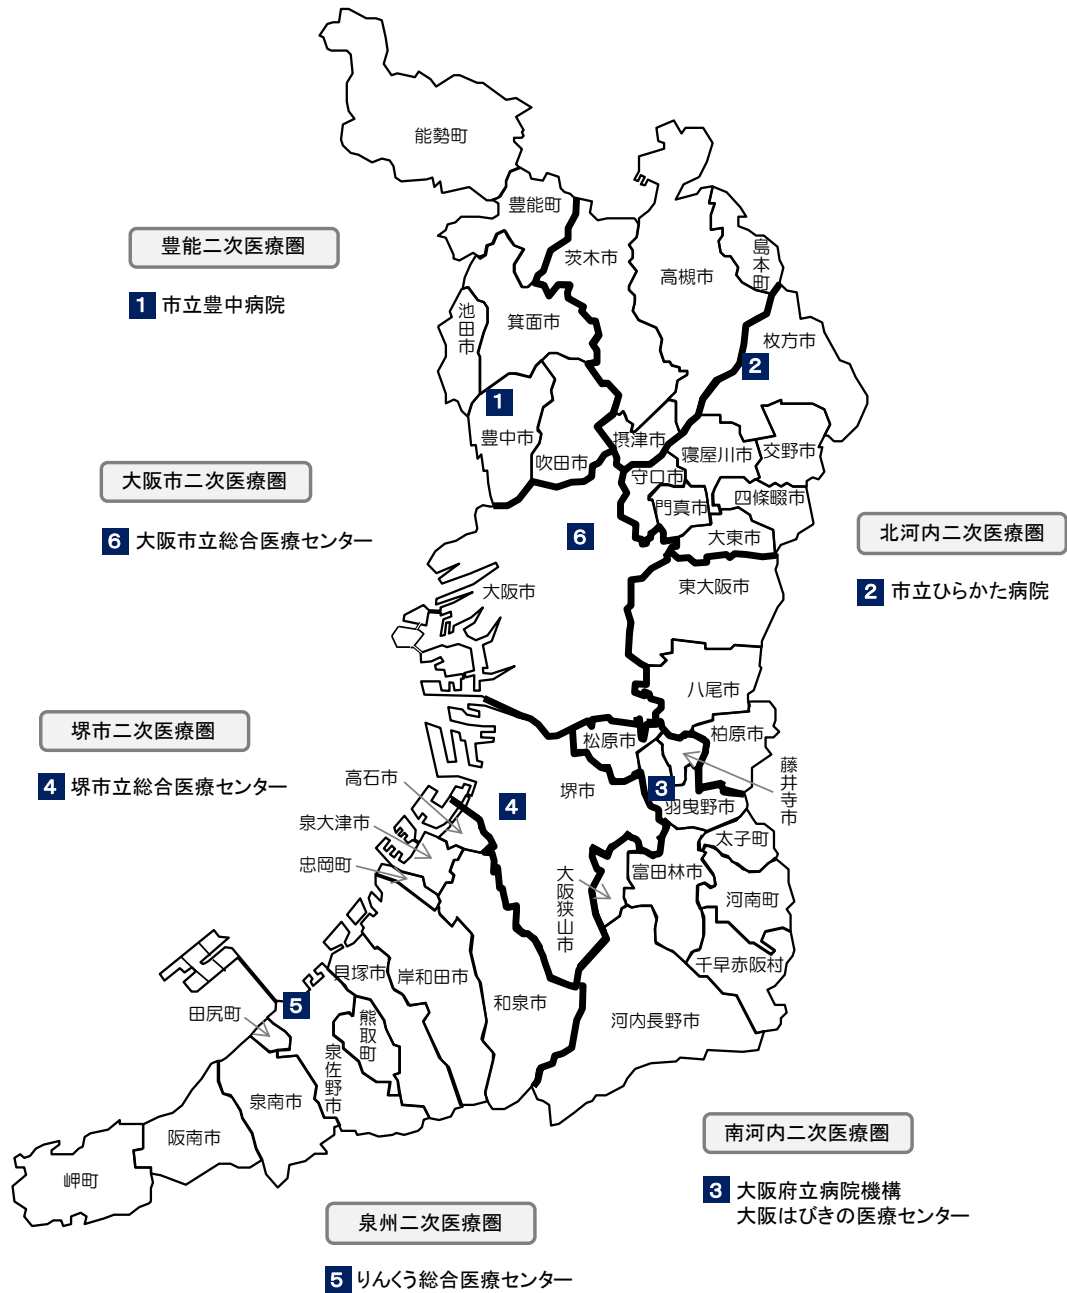 能勢町
豊能町
茨木市
高槻市
島本町
豊能二次医療圏
1 市立豊中病院
池田市
箕面市
枚方市
2
1
豊中市
吹田市
摂津市
寝屋川市
交野市
守口市
門真市
四條畷市
大東市
大阪市二次医療圏
6 大阪市立総合医療センター
6
北河内二次医療圏
2 市立ひらかた病院
大阪市
東大阪市
八尾市
柏原市
松原市
藤井寺市
堺市二次医療圏
4 堺市立総合医療センター
高石市
泉大津市
忠岡町
4
堺市
3
羽曳野市
太子町
大阪狭山市
富田林市
河南町
千早赤阪村
河内長野市
貝塚市
岸和田市
和泉市
5
田尻町
熊取町
泉佐野市
泉南市
阪南市
岬町
南河内二次医療圏
3 大阪府立病院機構
大阪はびきの医療センター
泉州二次医療圏
5 りんくう総合医療センター